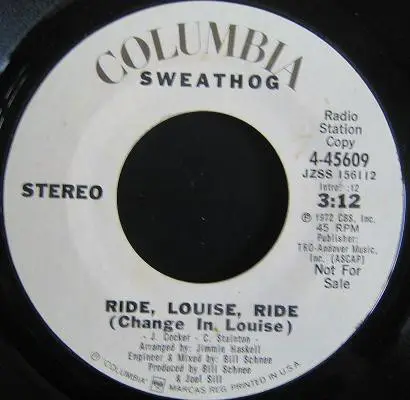 COLUMBIA
SWEATHOG
Radio
Station
Copy
4-45609
JZSS 156112
Intro: :12
3:12
STEREO
Ⓟ 1972 CBS, Inc.
45 RPM
Publisher:
TRO-Andover Music,
Inc. (ASCAP)
Not For
Sale
RIDE, LOUISE, RIDE
(Change In Louise)
- J. Cocker - C. Stainton -
Arranged by: Jimmie Haskell
Engineer & Mixed by: Bill Schnee
Produced by Bill Schnee
& Joel Sill
® "COLUMBIA" MARCAS REG. PRINTED IN U.S.A.